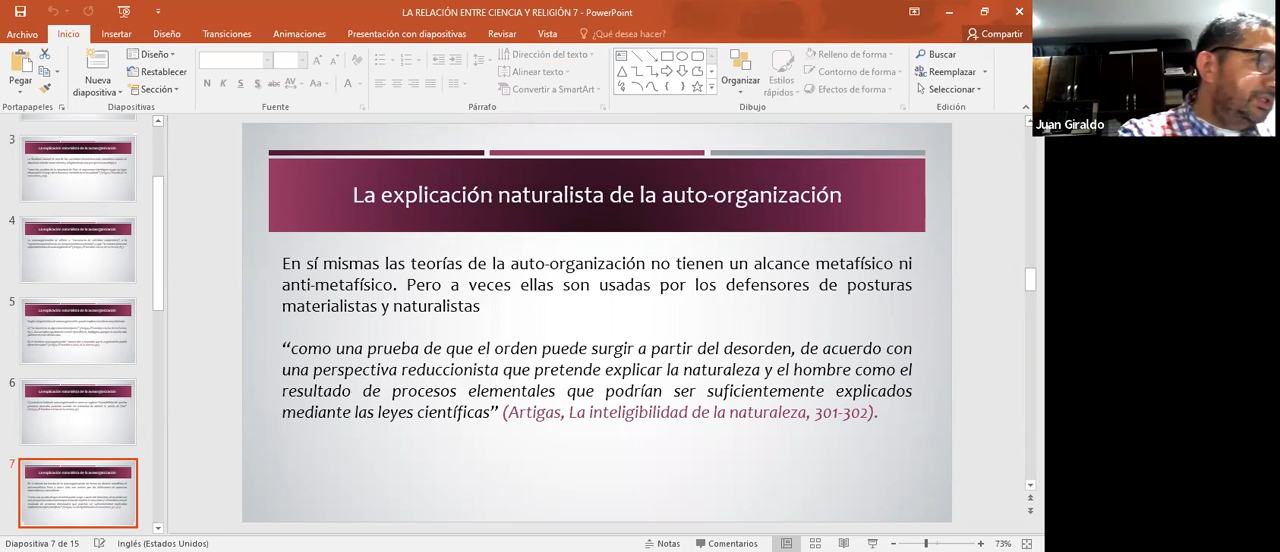 LA RELACIÓN ENTRE CIENCIA Y RELIGIÓN 7 - PowerPoint
Archivo Inicio Insertar Diseño Transiciones Animaciones Presentación con diapositivas Revisar Vista ¿Qué desea hacer? Compartir
Pegar
Portapapeles
Nueva diapositiva
Diseño
Restablecer
Sección
Diapositivas
N K S S abc AV Aa A
Fuente
Dirección del texto
Alinear texto
Convertir a SmartArt
Párrafo
Organizar
Estilos rápidos
Relleno de forma
Contorno de forma
Efectos de forma
Dibujo
Buscar
Reemplazar
Seleccionar
Edición
Juan Giraldo
3
4
5
6
7
La explicación naturalista de la auto-organización
En sí mismas las teorías de la auto-organización no tienen un alcance metafísico ni
anti-metafísico. Pero a veces ellas son usadas por los defensores de posturas
materialistas y naturalistas
“como una prueba de que el orden puede surgir a partir del desorden, de acuerdo con
una perspectiva reduccionista que pretende explicar la naturaleza y el hombre como el
resultado de procesos elementales que podrían ser suficientemente explicados
mediante las leyes científicas” (Artigas, La inteligibilidad de la naturaleza, 301-302).
Diapositiva 7 de 15 Inglés (Estados Unidos) Notas Comentarios 73%